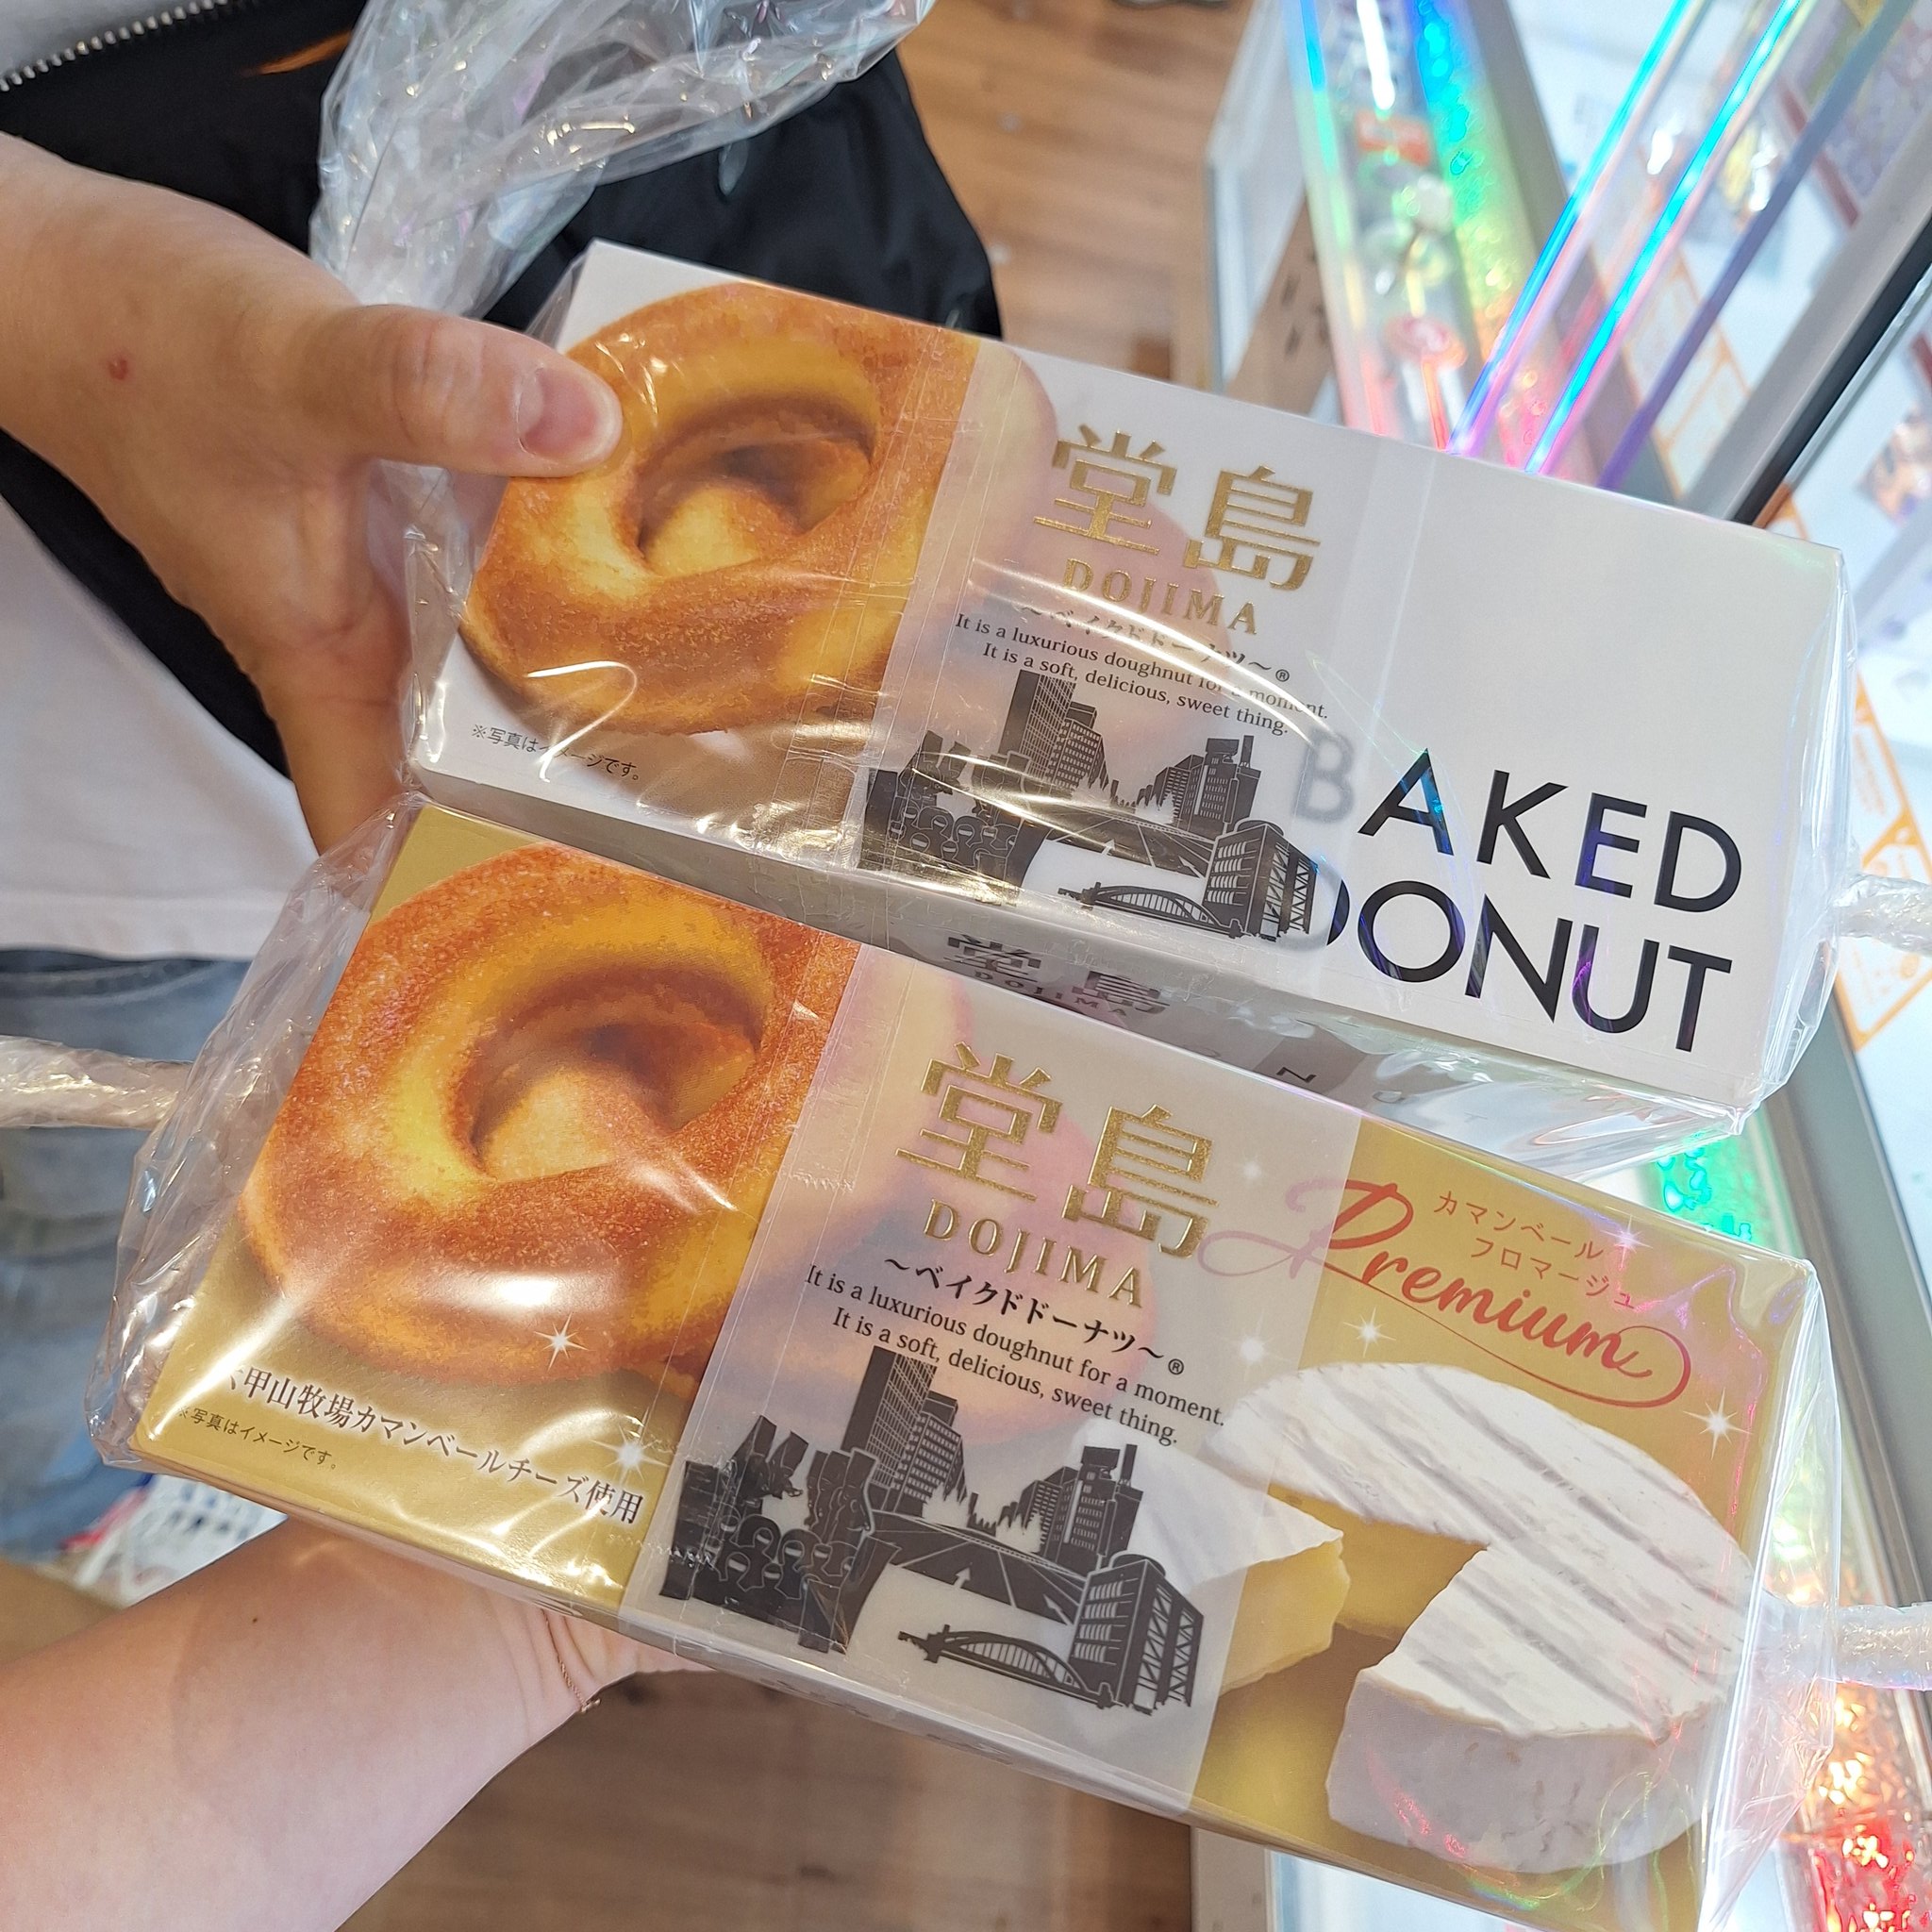 堂島
DOJIMA
～ベイクドドーナツ～®
It is a luxurious doughnut for a moment.
It is a soft, delicious, sweet thing.
※写真はイメージです。
BAKED
DONUT
堂島
DOJIMA
堂島
DOJIMA
～ベイクドドーナツ～®
It is a luxurious doughnut for a moment.
It is a soft, delicious, sweet thing.
カマンベール
フロマージュ
Premium
六甲山牧場カマンベールチーズ使用
※写真はイメージです。